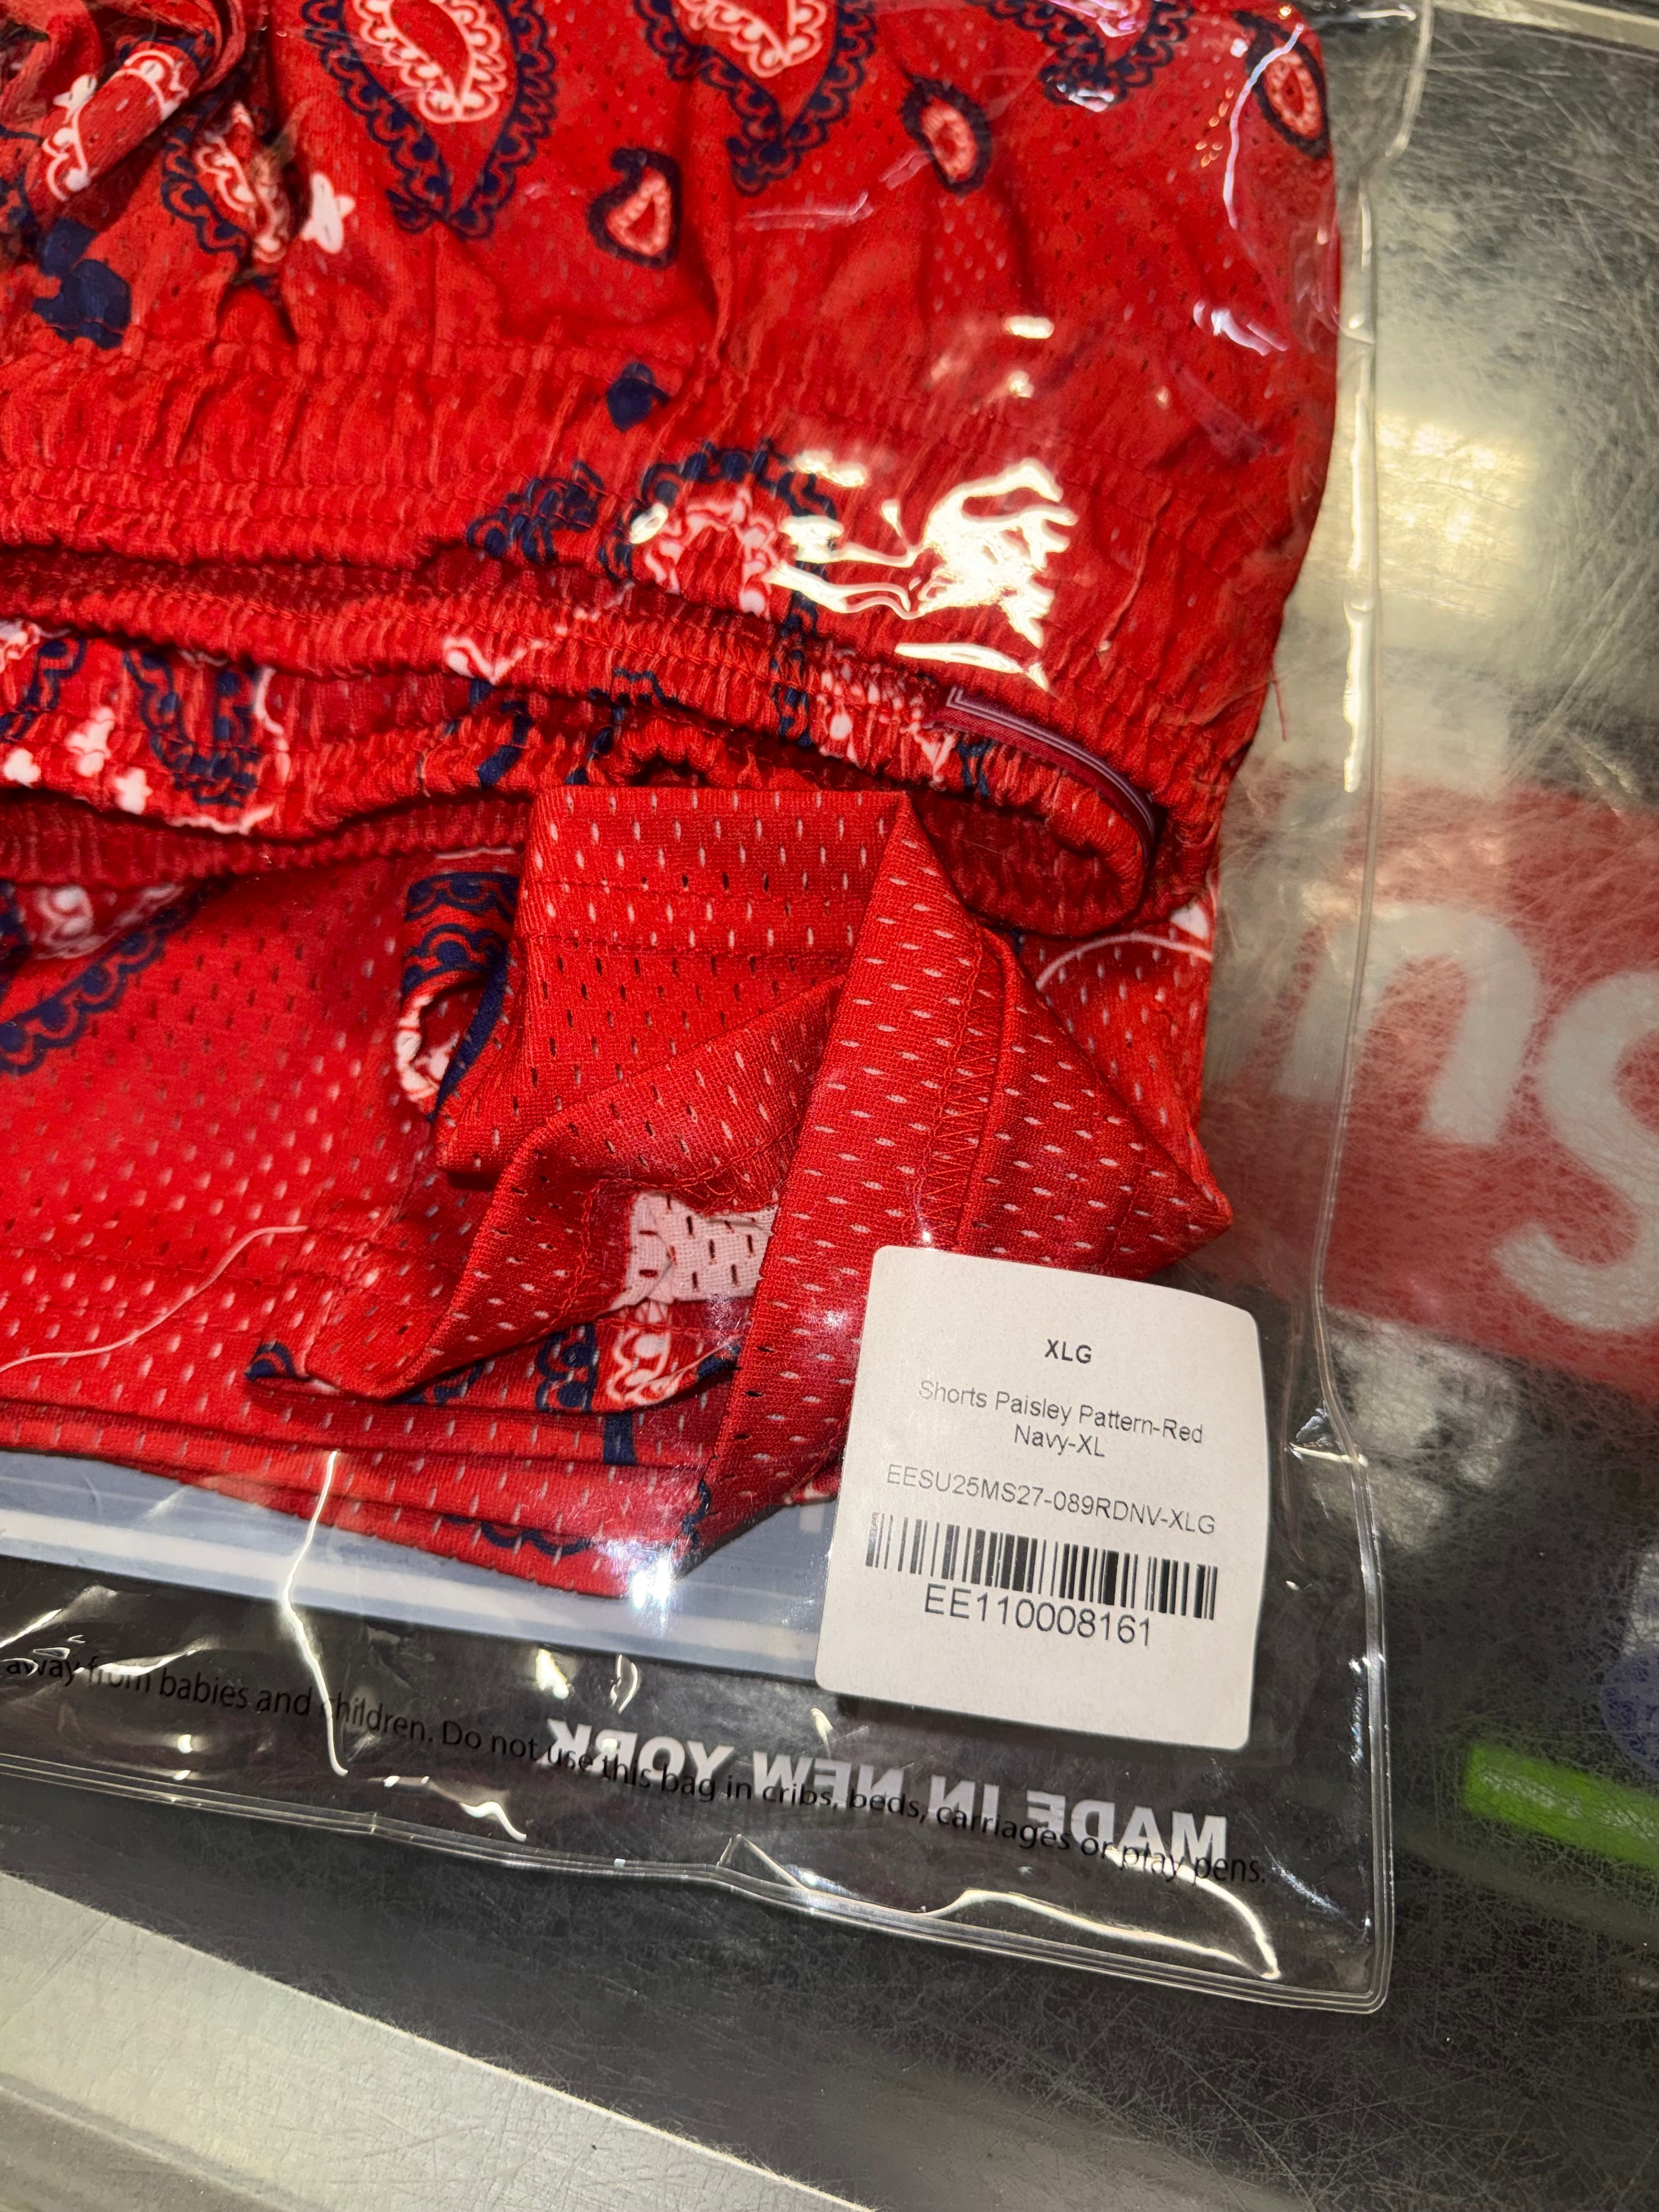 XLG
Shorts Paisley Pattern-Red
Navy-XL
EESU25MS27-089RDNV-XLG
EE110008161
away from babies and children. Do not use this bag in cribs, beds, carriages or play pens.
MADE IN NEW YORK
ng